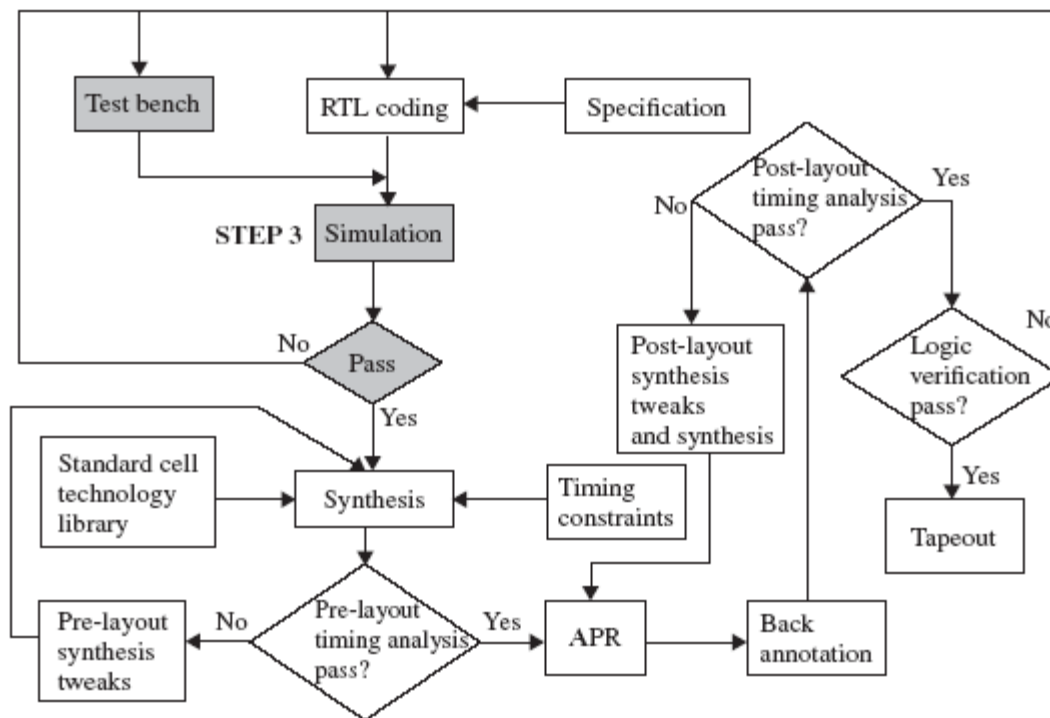 Test bench
RTL coding
Specification
STEP 3
Simulation
No
Pass
Yes
Standard cell
technology
library
Synthesis
Timing
constraints
Pre-layout
synthesis
tweaks
No
Pre-layout
timing analysis
pass?
Yes
APR
Back
annotation
Post-layout
synthesis
tweaks
and synthesis
No
Post-layout
timing analysis
pass?
Yes
No
Logic
verification
pass?
Yes
Tapeout